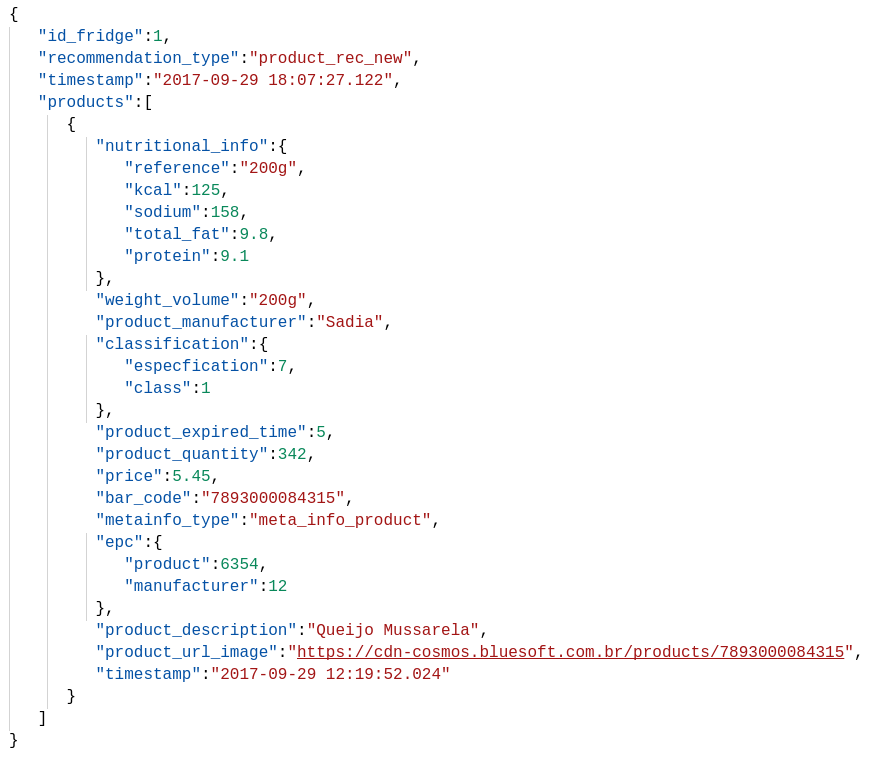 {
   "id_fridge":1,
   "recommendation_type":"product_rec_new",
   "timestamp":"2017-09-29 18:07:27.122",
   "products":[
      {
         "nutritional_info":{
            "reference":"200g",
            "kcal":125,
            "sodium":158,
            "total_fat":9.8,
            "protein":9.1
         },
         "weight_volume":"200g",
         "product_manufacturer":"Sadia",
         "classification":{
            "especfication":7,
            "class":1
         },
         "product_expired_time":5,
         "product_quantity":342,
         "price":5.45,
         "bar_code":"7893000084315",
         "metainfo_type":"meta_info_product",
         "epc":{
            "product":6354,
            "manufacturer":12
         },
         "product_description":"Queijo Mussarela",
         "product_url_image":"https://cdn-cosmos.bluesoft.com.br/products/7893000084315",
         "timestamp":"2017-09-29 12:19:52.024"
      }
   ]
}